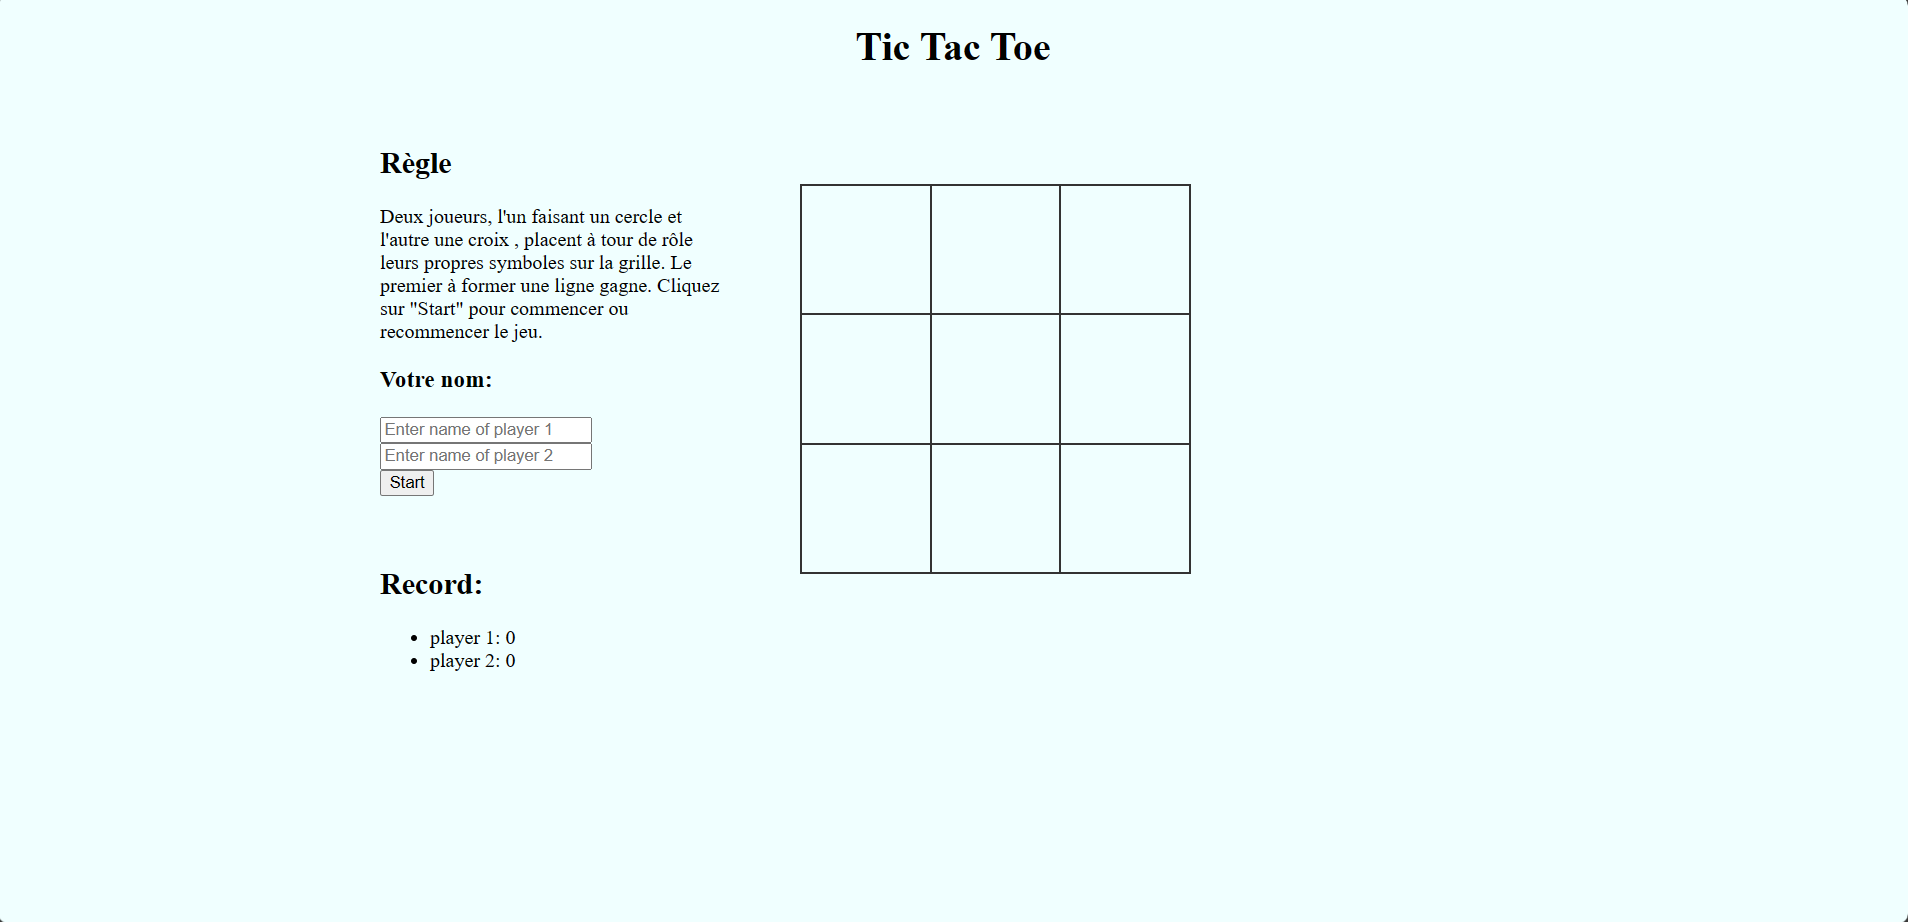 Tic Tac Toe
Règle
Deux joueurs, l'un faisant un cercle et
l'autre une croix , placent à tour de rôle
leurs propres symboles sur la grille. Le
premier à former une ligne gagne. Cliquez
sur "Start" pour commencer ou
recommencer le jeu.
Votre nom:
Enter name of player 1
Enter name of player 2
Start
Record:
• player 1: 0
• player 2: 0